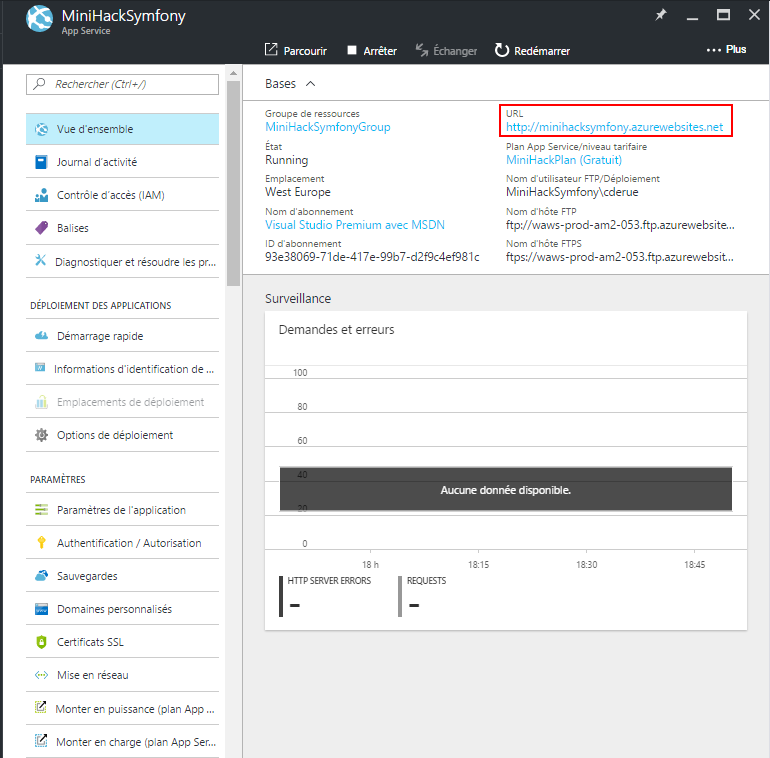 MiniHackSymfony
App Service
Parcourir
Arrêter
Échanger
Redémarrer
Plus
Rechercher (Ctrl+/)
Vue d'ensemble
Journal d'activité
Contrôle d'accès (IAM)
Balises
Diagnostiquer et résoudre les pr...
DÉPLOIEMENT DES APPLICATIONS
Démarrage rapide
Informations d'identification de ...
Emplacements de déploiement
Options de déploiement
PARAMÈTRES
Paramètres de l'application
Authentification / Autorisation
Sauvegardes
Domaines personnalisés
Certificats SSL
Mise en réseau
Monter en puissance (plan App ...
Monter en charge (plan App Ser...
Bases
Groupe de ressources
MiniHackSymfonyGroup
État
Running
Emplacement
West Europe
Nom d'abonnement
Visual Studio Premium avec MSDN
ID d'abonnement
93e38069-71de-417e-99b7-d2f9c4ef981c
URL
http://minihacksymfony.azurewebsites.net
Plan App Service/niveau tarifaire
MiniHackPlan (Gratuit)
Nom d'utilisateur FTP/Déploiement
MiniHackSymfony\cderue
Nom d'hôte FTP
ftp://waws-prod-am2-053.ftp.azurewebsite...
Nom d'hôte FTPS
ftps://waws-prod-am2-053.ftp.azurewebsit...
Surveillance
Demandes et erreurs
100
80
60
40
Aucune donnée disponible.
20
0
18 h
18:15
18:30
18:45
HTTP SERVER ERRORS
--
REQUESTS
--